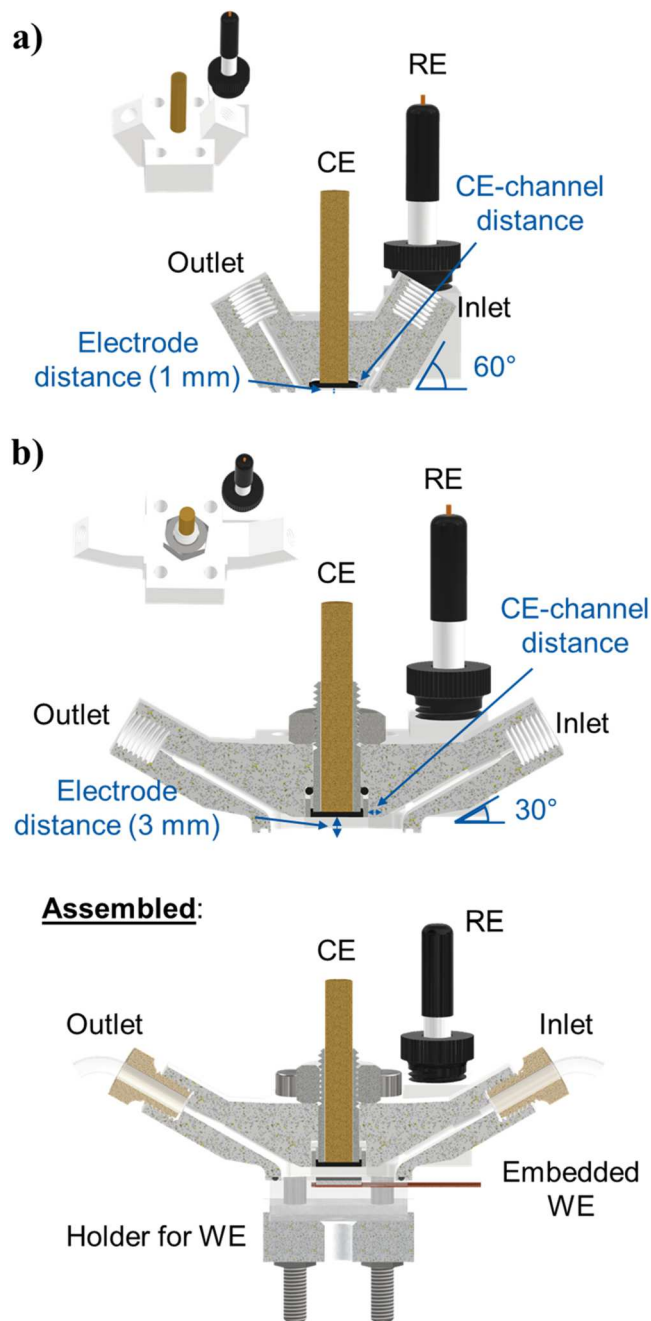 a)
RE
CE
CE-channel
distance
Outlet
Inlet
Electrode
distance (1 mm)
60°
b)
RE
CE
CE-channel
distance
Outlet
Inlet
Electrode
distance (3 mm)
30°
Assembled:
RE
CE
Outlet
Inlet
Embedded
WE
Holder for WE